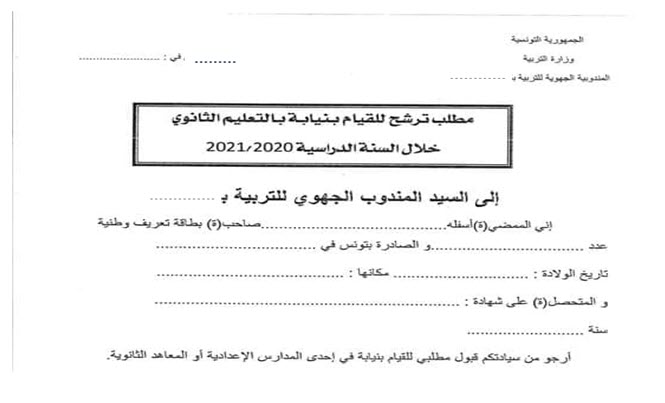 الجمهورية التونسية
وزارة التربية
المندوبية الجهوية للتربية بـ ....................
......... في : ........................
مطلب ترشح للقيام بنيابة بالتعليم الثانوي
خلال السنة الدراسية 2021/2020
إلى السيد المندوب الجهوي للتربية بـ ..................
إني الممضي(ة)أسفله..........................................صاحب(ة) بطاقة تعريف وطنية
عدد ...................................و الصادرة بتونس في ...................................
تاريخ الولادة : .............................. مكانها : ............................................
و المتحصل(ة) على شهادة : ....................................................................
سنة ..........................
أرجو من سيادتكم قبول مطلبي للقيام بنيابة في إحدى المدارس الإعدادية أو المعاهد الثانوية.